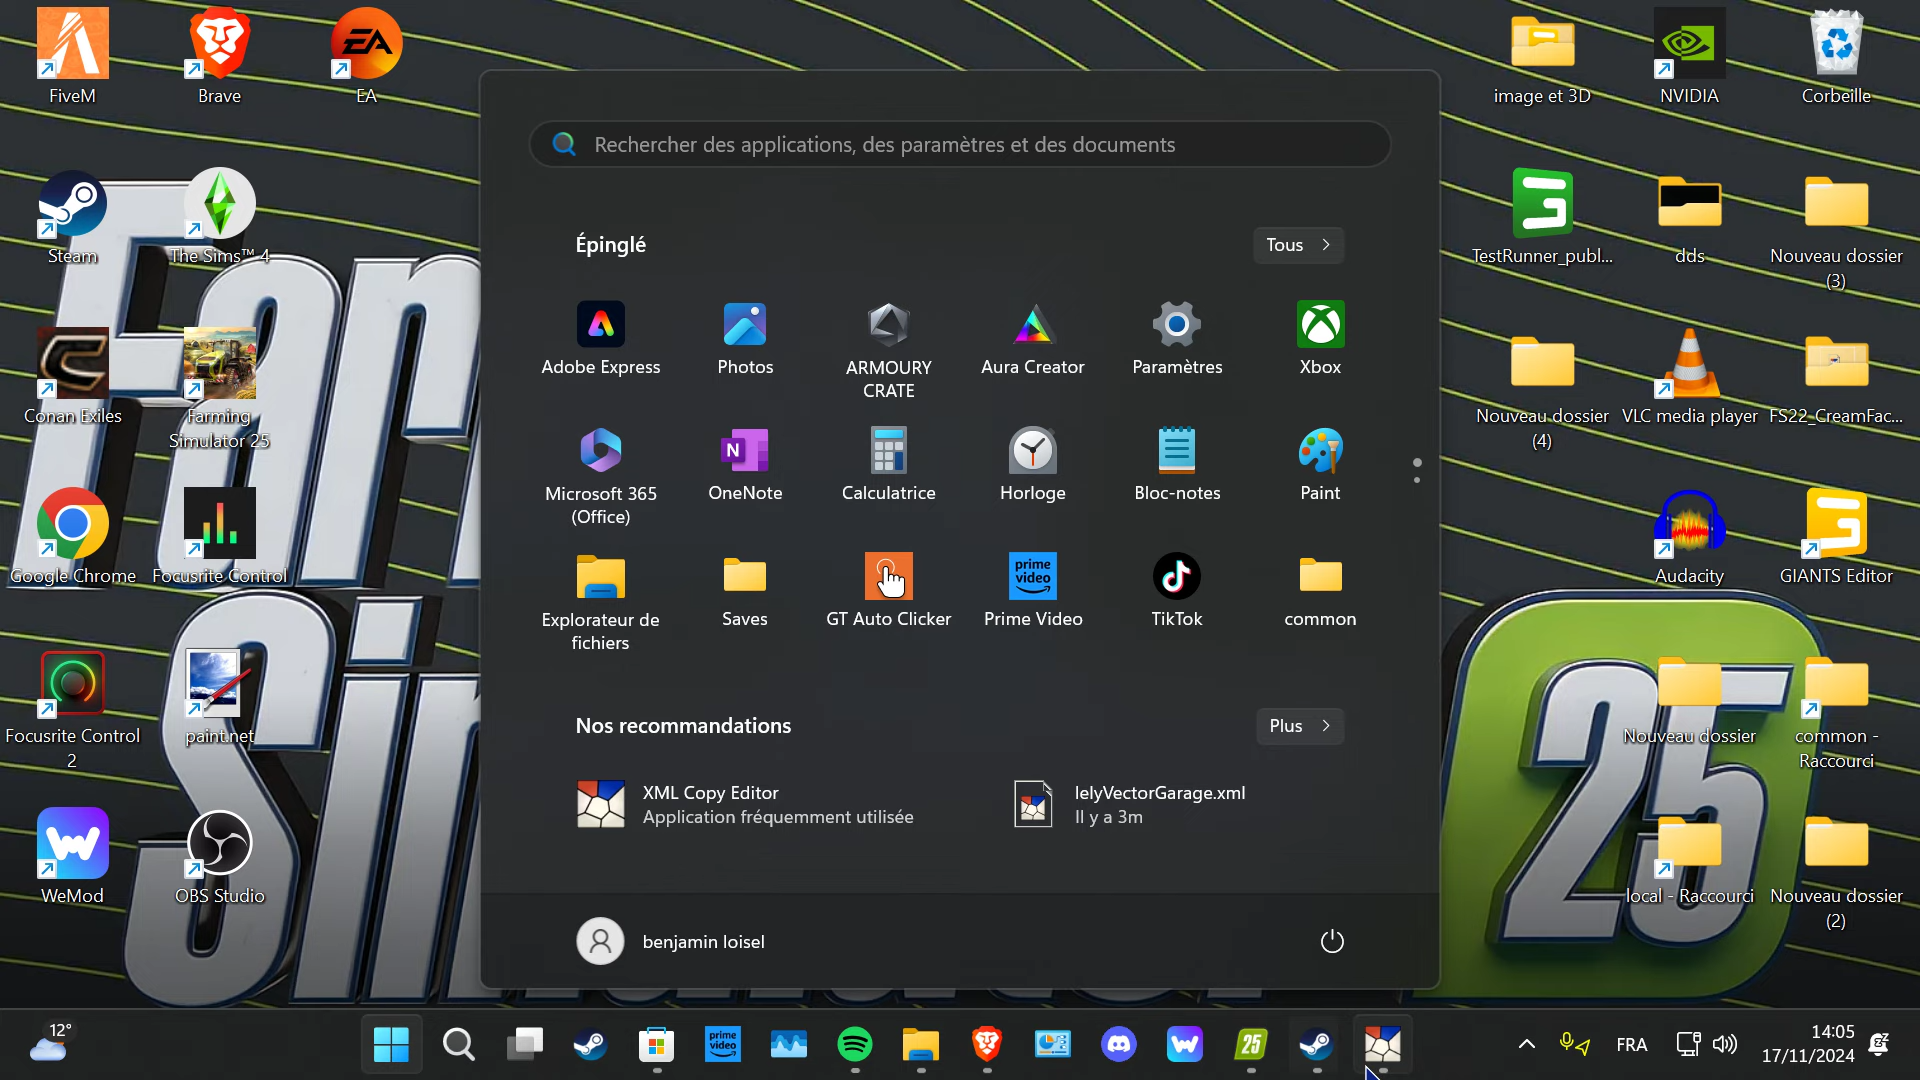 FiveM
Brave
EA
Steam
The Sims™ 4
Conan Exiles
Farming
Simulator 25
Google Chrome
Focusrite Control
Focusrite Control
2
paint.net
WeMod
OBS Studio
Rechercher des applications, des paramètres et des documents
Épinglé
Tous
Adobe Express
Photos
ARMOURY
CRATE
Aura Creator
Paramètres
Xbox
Microsoft 365
(Office)
OneNote
Calculatrice
Horloge
Bloc-notes
Paint
Explorateur de
fichiers
Saves
GT Auto Clicker
prime
video
Prime Video
TikTok
common
Nos recommandations
Plus
XML Copy Editor
Application fréquemment utilisée
lelyVectorGarage.xml
Il y a 3m
benjamin loisel
image et 3D
NVIDIA
Corbeille
TestRunner_publ...
dds
Nouveau dossier
(3)
Nouveau dossier
(4)
VLC media player
FS22_CreamFac...
Audacity
GIANTS Editor
25
Nouveau dossier
common -
Raccourci
local - Raccourci
Nouveau dossier
(2)
12°
prime
video
25
FRA
14:05
17/11/2024